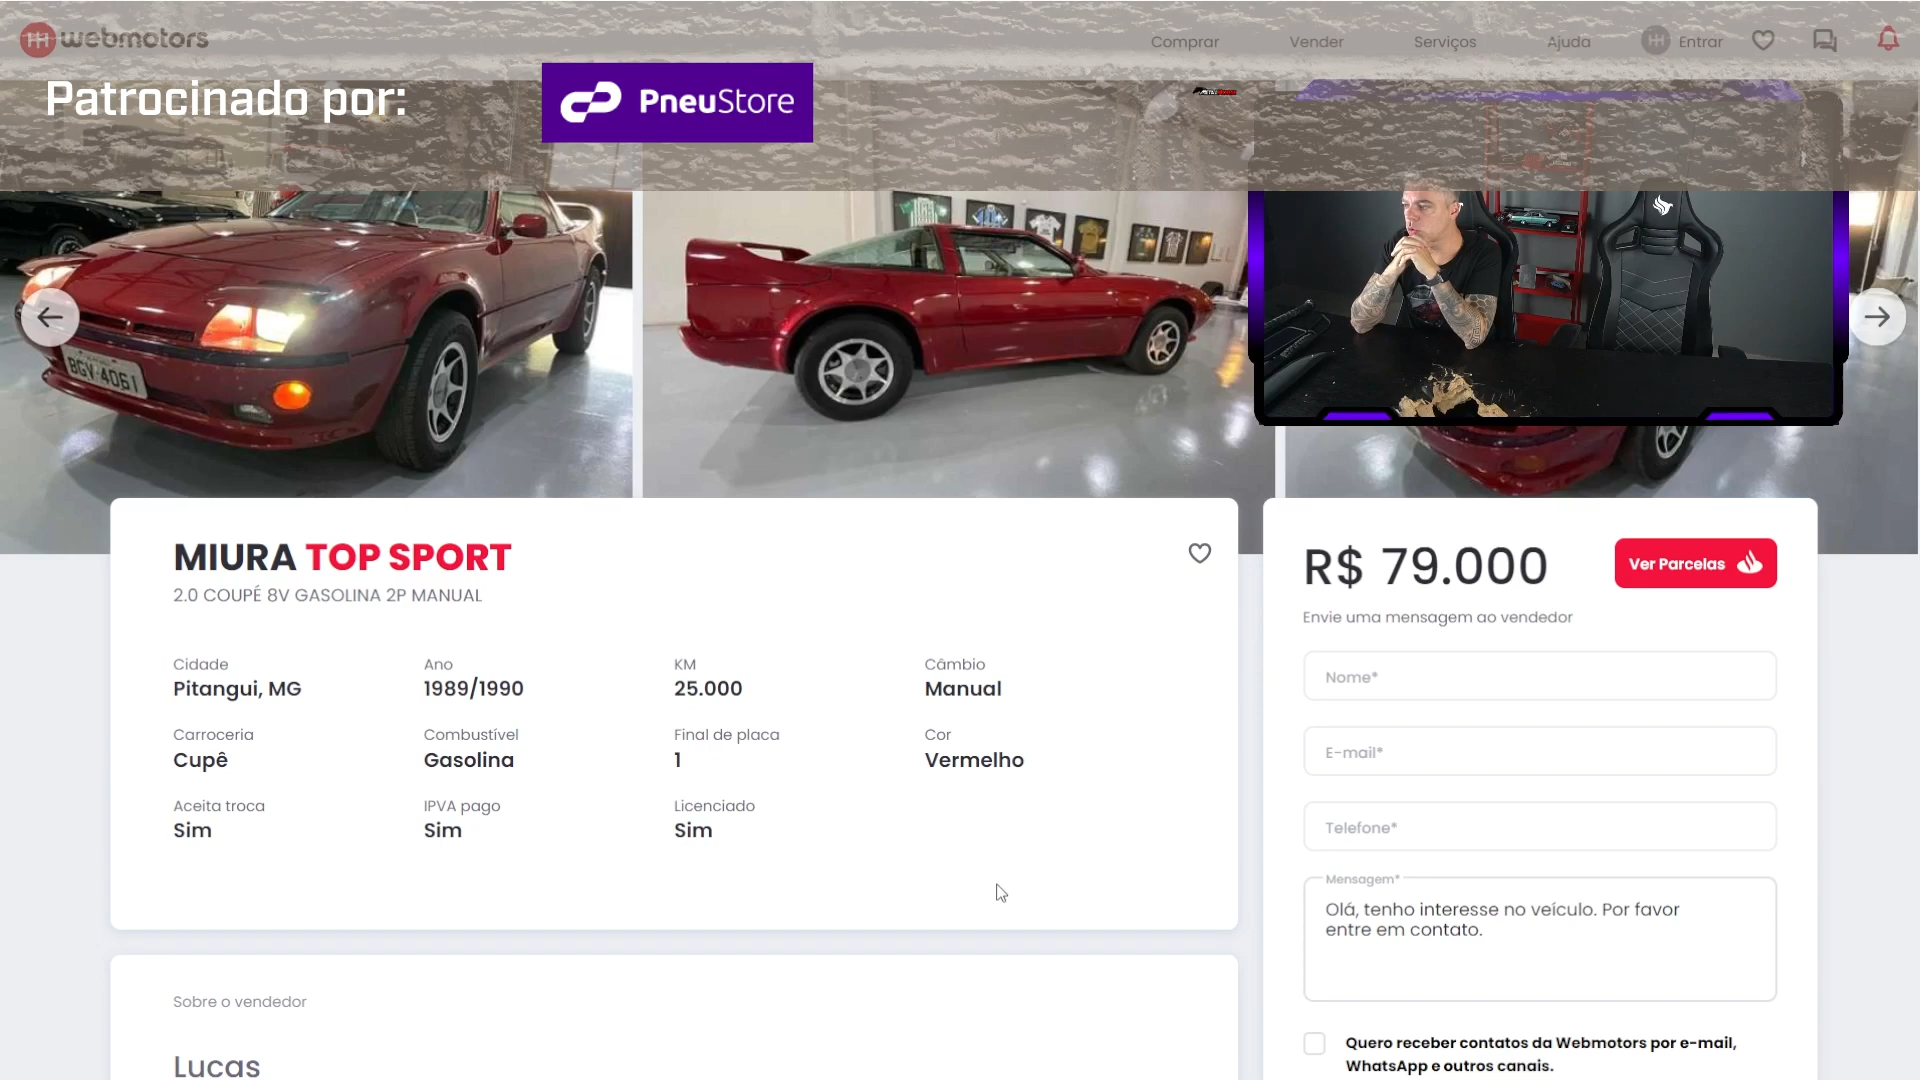 webmotors
Comprar
Vender
Serviços
Ajuda
Entrar
Patrocinado por:
PneuStore
BGV-4061
MIURA TOP SPORT
2.0 COUPÉ 8V GASOLINA 2P MANUAL
Cidade
Pitangui, MG
Ano
1989/1990
KM
25.000
Câmbio
Manual
Carroceria
Cupê
Combustível
Gasolina
Final de placa
1
Cor
Vermelho
Aceita troca
Sim
IPVA pago
Sim
Licenciado
Sim
Sobre o vendedor
Lucas
R$ 79.000
Ver Parcelas
Envie uma mensagem ao vendedor
Nome*
E-mail*
Telefone*
Mensagem*
Olá, tenho interesse no veículo. Por favor
entre em contato.
Quero receber contatos da Webmotors por e-mail,
WhatsApp e outros canais.